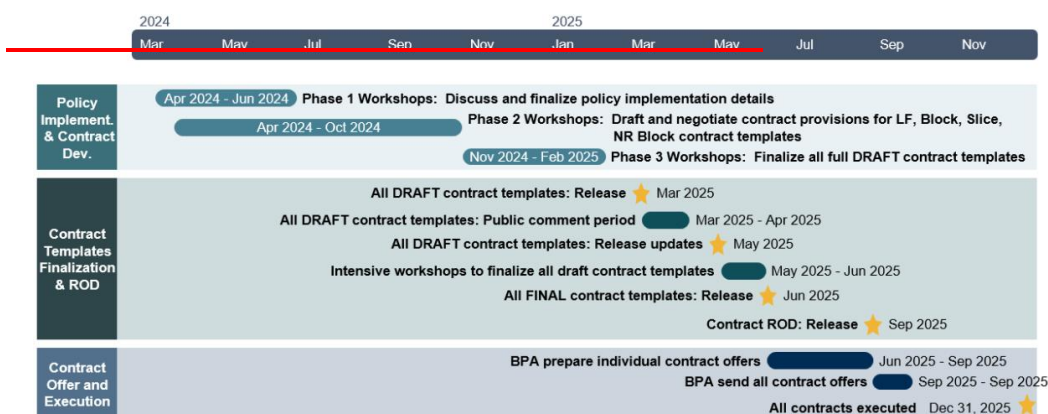 2024 2025
Mar May Jul Sep Nov Jan Mar May Jul Sep Nov
Policy
Implement.
& Contract
Dev.
Apr 2024 - Jun 2024 Phase 1 Workshops: Discuss and finalize policy implementation details
Apr 2024 - Oct 2024 Phase 2 Workshops: Draft and negotiate contract provisions for LF, Block, Slice,
NR Block contract templates
Nov 2024 - Feb 2025 Phase 3 Workshops: Finalize all full DRAFT contract templates
Contract
Templates
Finalization
& ROD
All DRAFT contract templates: Release Mar 2025
All DRAFT contract templates: Public comment period Mar 2025 - Apr 2025
All DRAFT contract templates: Release updates May 2025
Intensive workshops to finalize all draft contract templates May 2025 - Jun 2025
All FINAL contract templates: Release Jun 2025
Contract ROD: Release Sep 2025
Contract
Offer and
Execution
BPA prepare individual contract offers Jun 2025 - Sep 2025
BPA send all contract offers Sep 2025 - Sep 2025
All contracts executed Dec 31, 2025